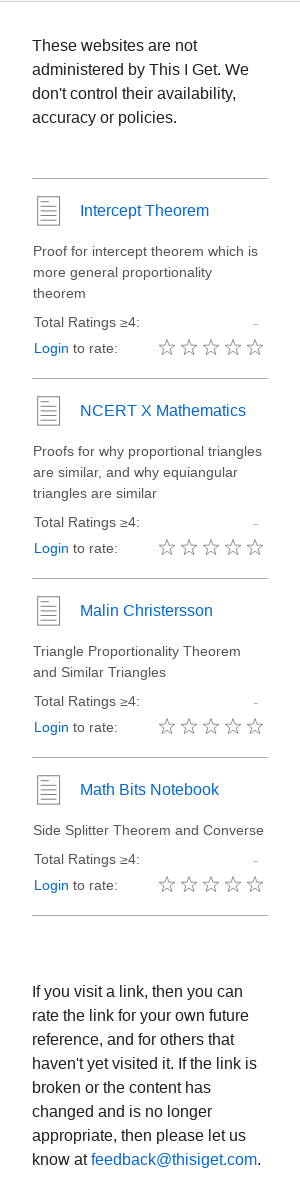 These websites are not
administered by This I Get. We
don't control their availability,
accuracy or policies.
Intercept Theorem
Proof for intercept theorem which is
more general proportionality
theorem
Total Ratings ≥4: -
Login to rate:
NCERT X Mathematics
Proofs for why proportional triangles
are similar, and why equiangular
triangles are similar
Total Ratings ≥4: -
Login to rate:
Malin Christersson
Triangle Proportionality Theorem
and Similar Triangles
Total Ratings ≥4: -
Login to rate:
Math Bits Notebook
Side Splitter Theorem and Converse
Total Ratings ≥4: -
Login to rate:
If you visit a link, then you can
rate the link for your own future
reference, and for others that
haven't yet visited it. If the link is
broken or the content has
changed and is no longer
appropriate, then please let us
know at feedback@thisiget.com.